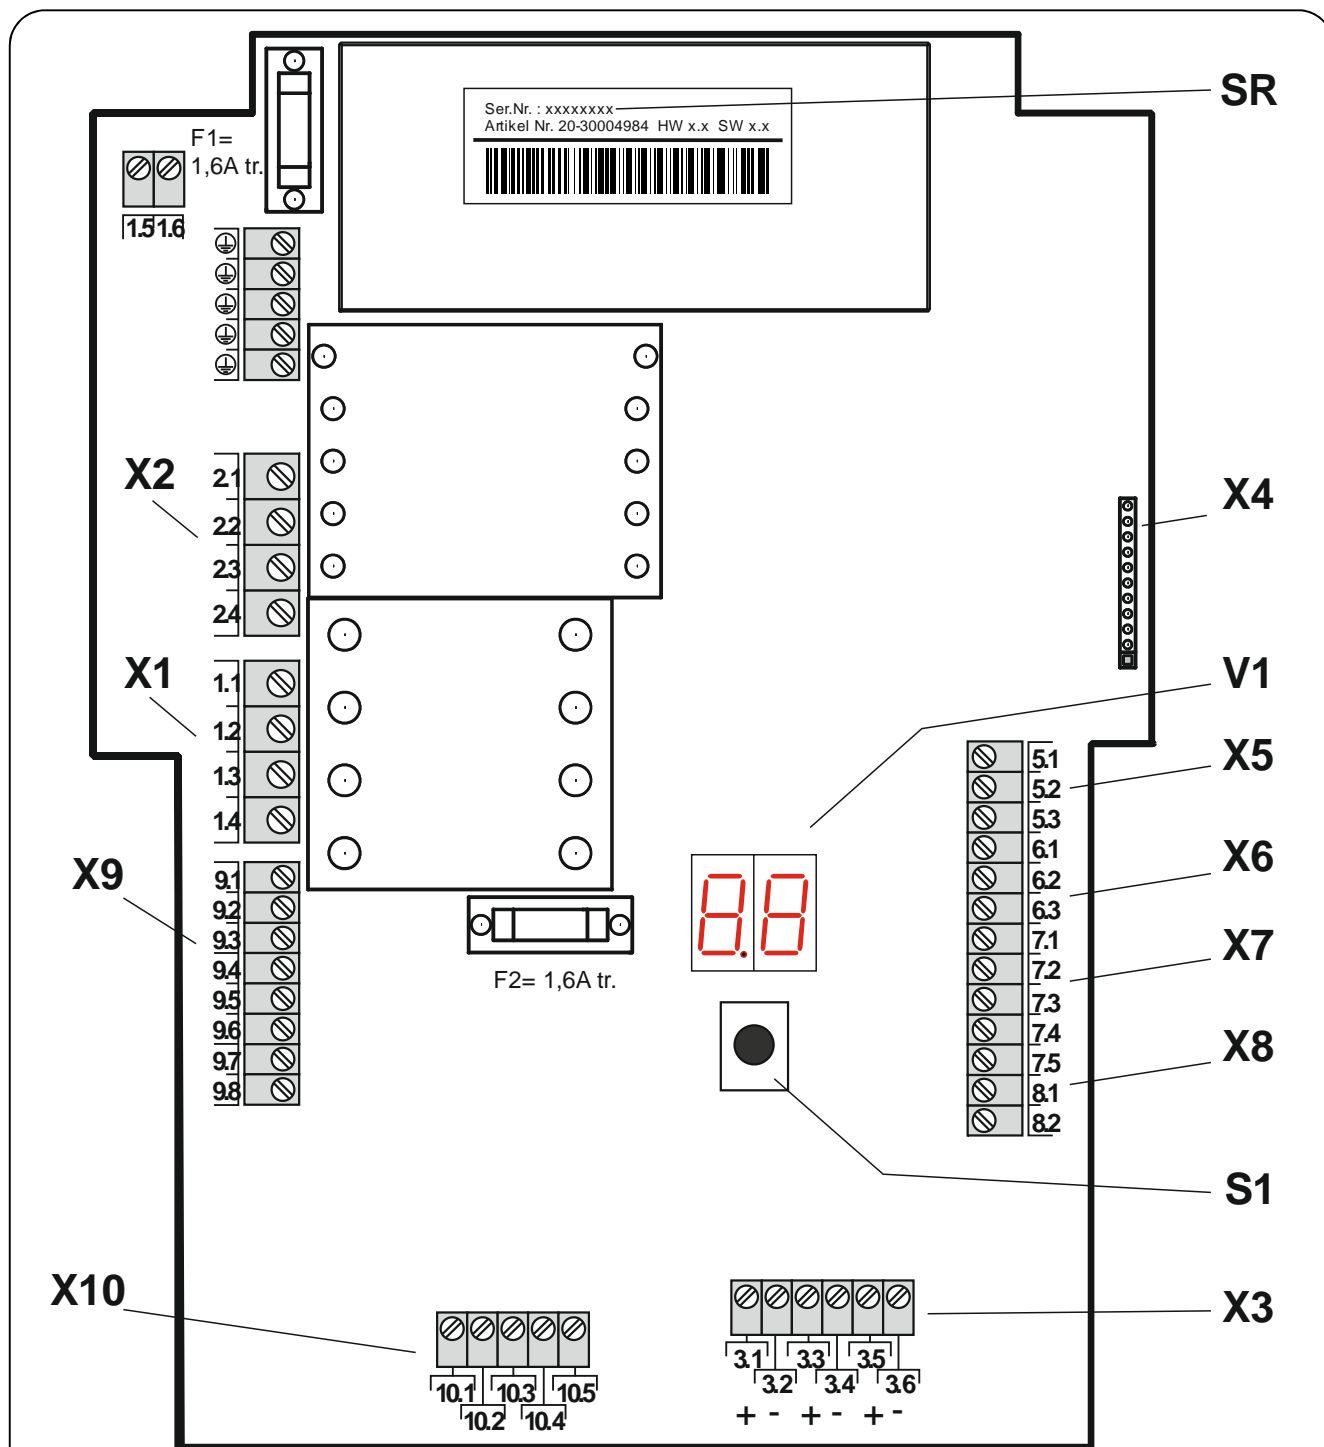 SR
Ser.Nr. : xxxxxxxx
Artikel Nr. 20-30004984 HW x.x SW x.x
F1=
1,6A tr.
1.5 1.6
X2
2.1
2.2
2.3
2.4
X4
X1
1.1
1.2
1.3
1.4
V1
X5
5.1
5.2
5.3
X6
6.1
6.2
6.3
X9
9.1
9.2
9.3
9.4
9.5
9.6
9.7
9.8
F2= 1,6A tr.
8.8
X7
7.1
7.2
7.3
7.4
7.5
X8
8.1
8.2
S1
X10
10.1 10.3 10.5
10.2 10.4
X3
3.1 3.3 3.5
3.2 3.4 3.6
+ - + - + -